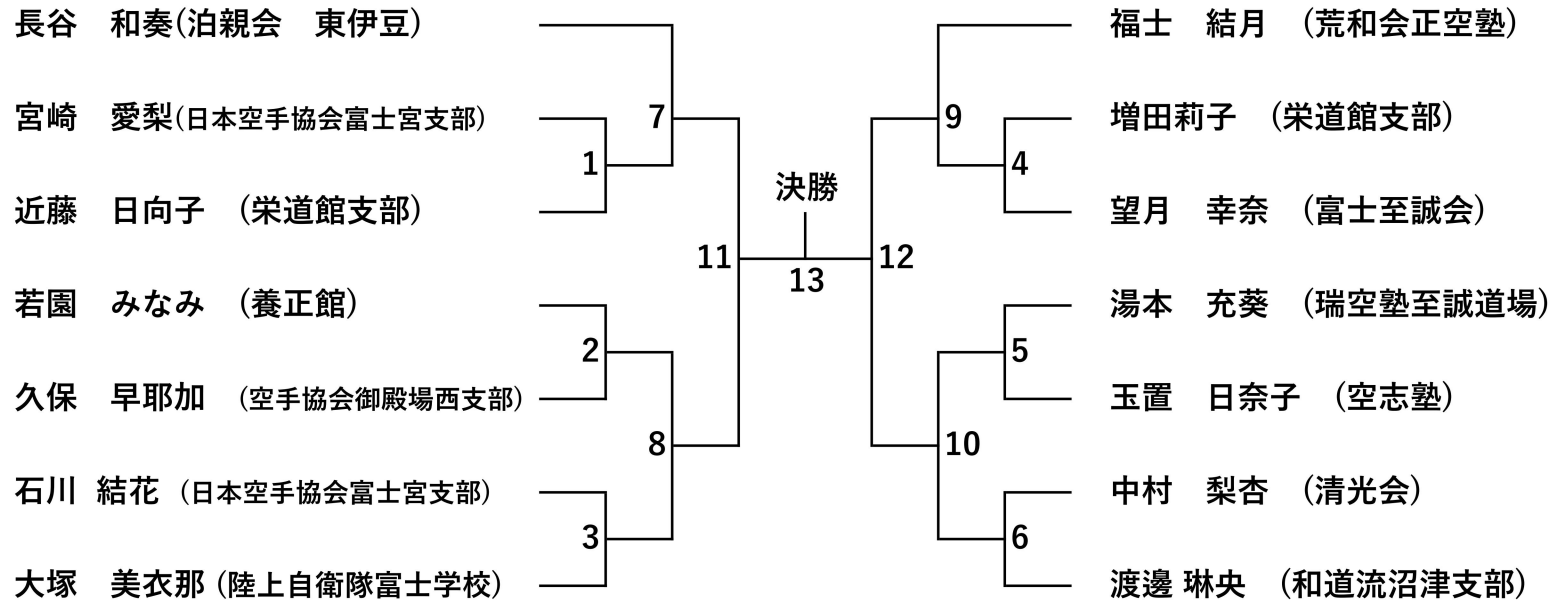 長谷　和奏(泊親会　東伊豆)
宮崎　愛梨(日本空手協会富士宮支部)
近藤　日向子　(栄道館支部)
若園　みなみ　(養正館)
久保　早耶加　(空手協会御殿場西支部)
石川 結花 (日本空手協会富士宮支部)
大塚　美衣那 (陸上自衛隊富士学校)
7
1
2
8
3
11
決勝
13
12
9
4
5
10
6
福士　結月　(荒和会正空塾)
増田莉子　(栄道館支部)
望月　幸奈　(富士至誠会)
湯本　充葵　(瑞空塾至誠道場)
玉置　日奈子　(空志塾)
中村　梨杏　(清光会)
渡邊 琳央　(和道流沼津支部)